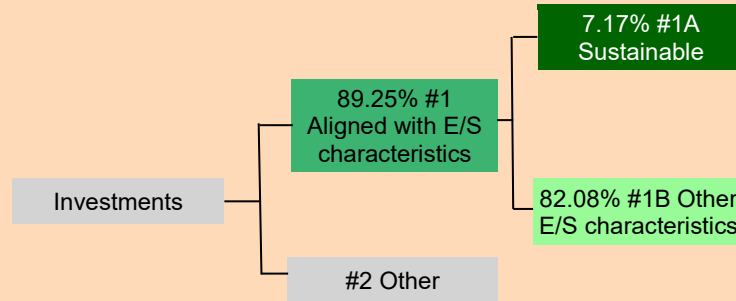 7.17% #1A
Sustainable
89.25% #1
Aligned with E/S
characteristics
Investments
82.08% #1B Other
E/S characteristics
#2 Other